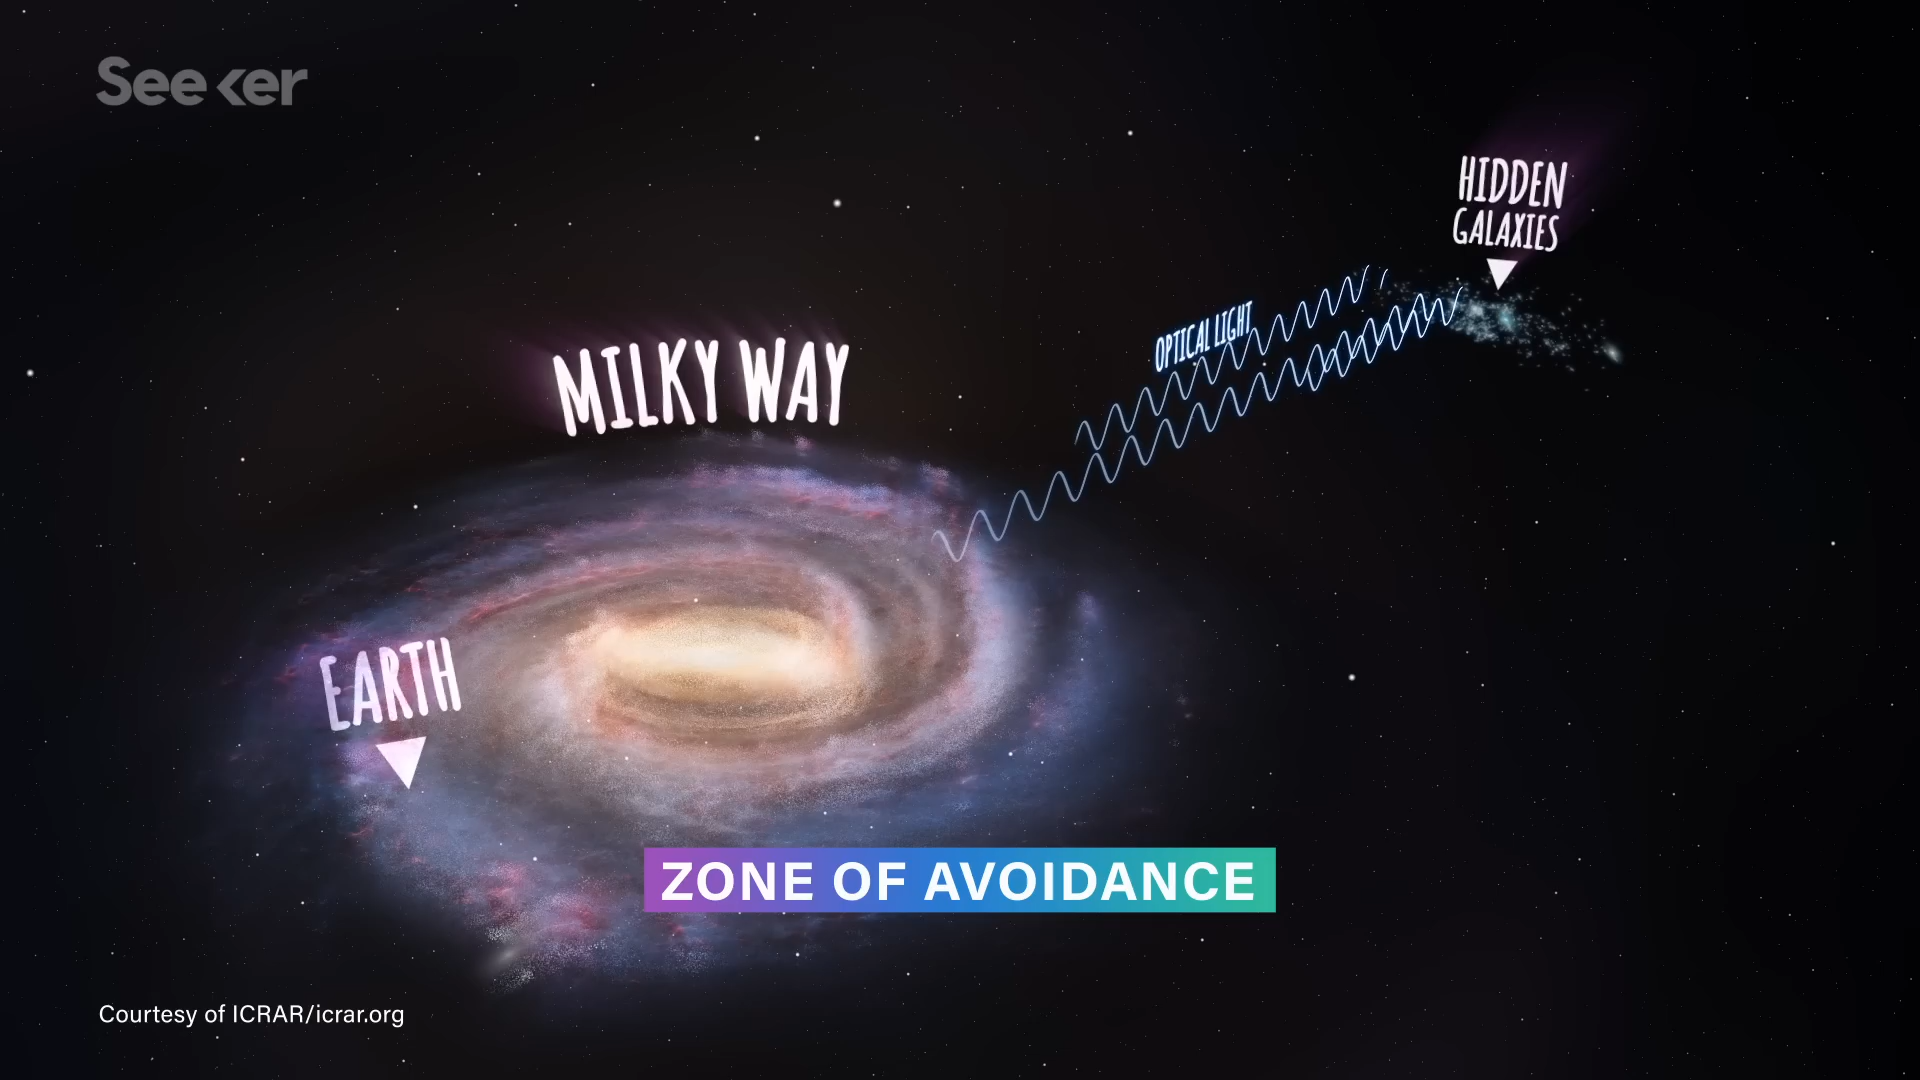 Seeker
HIDDEN
GALAXIES
OPTICAL LIGHT
MILKY WAY
EARTH
ZONE OF AVOIDANCE
Courtesy of ICRAR/icrar.org